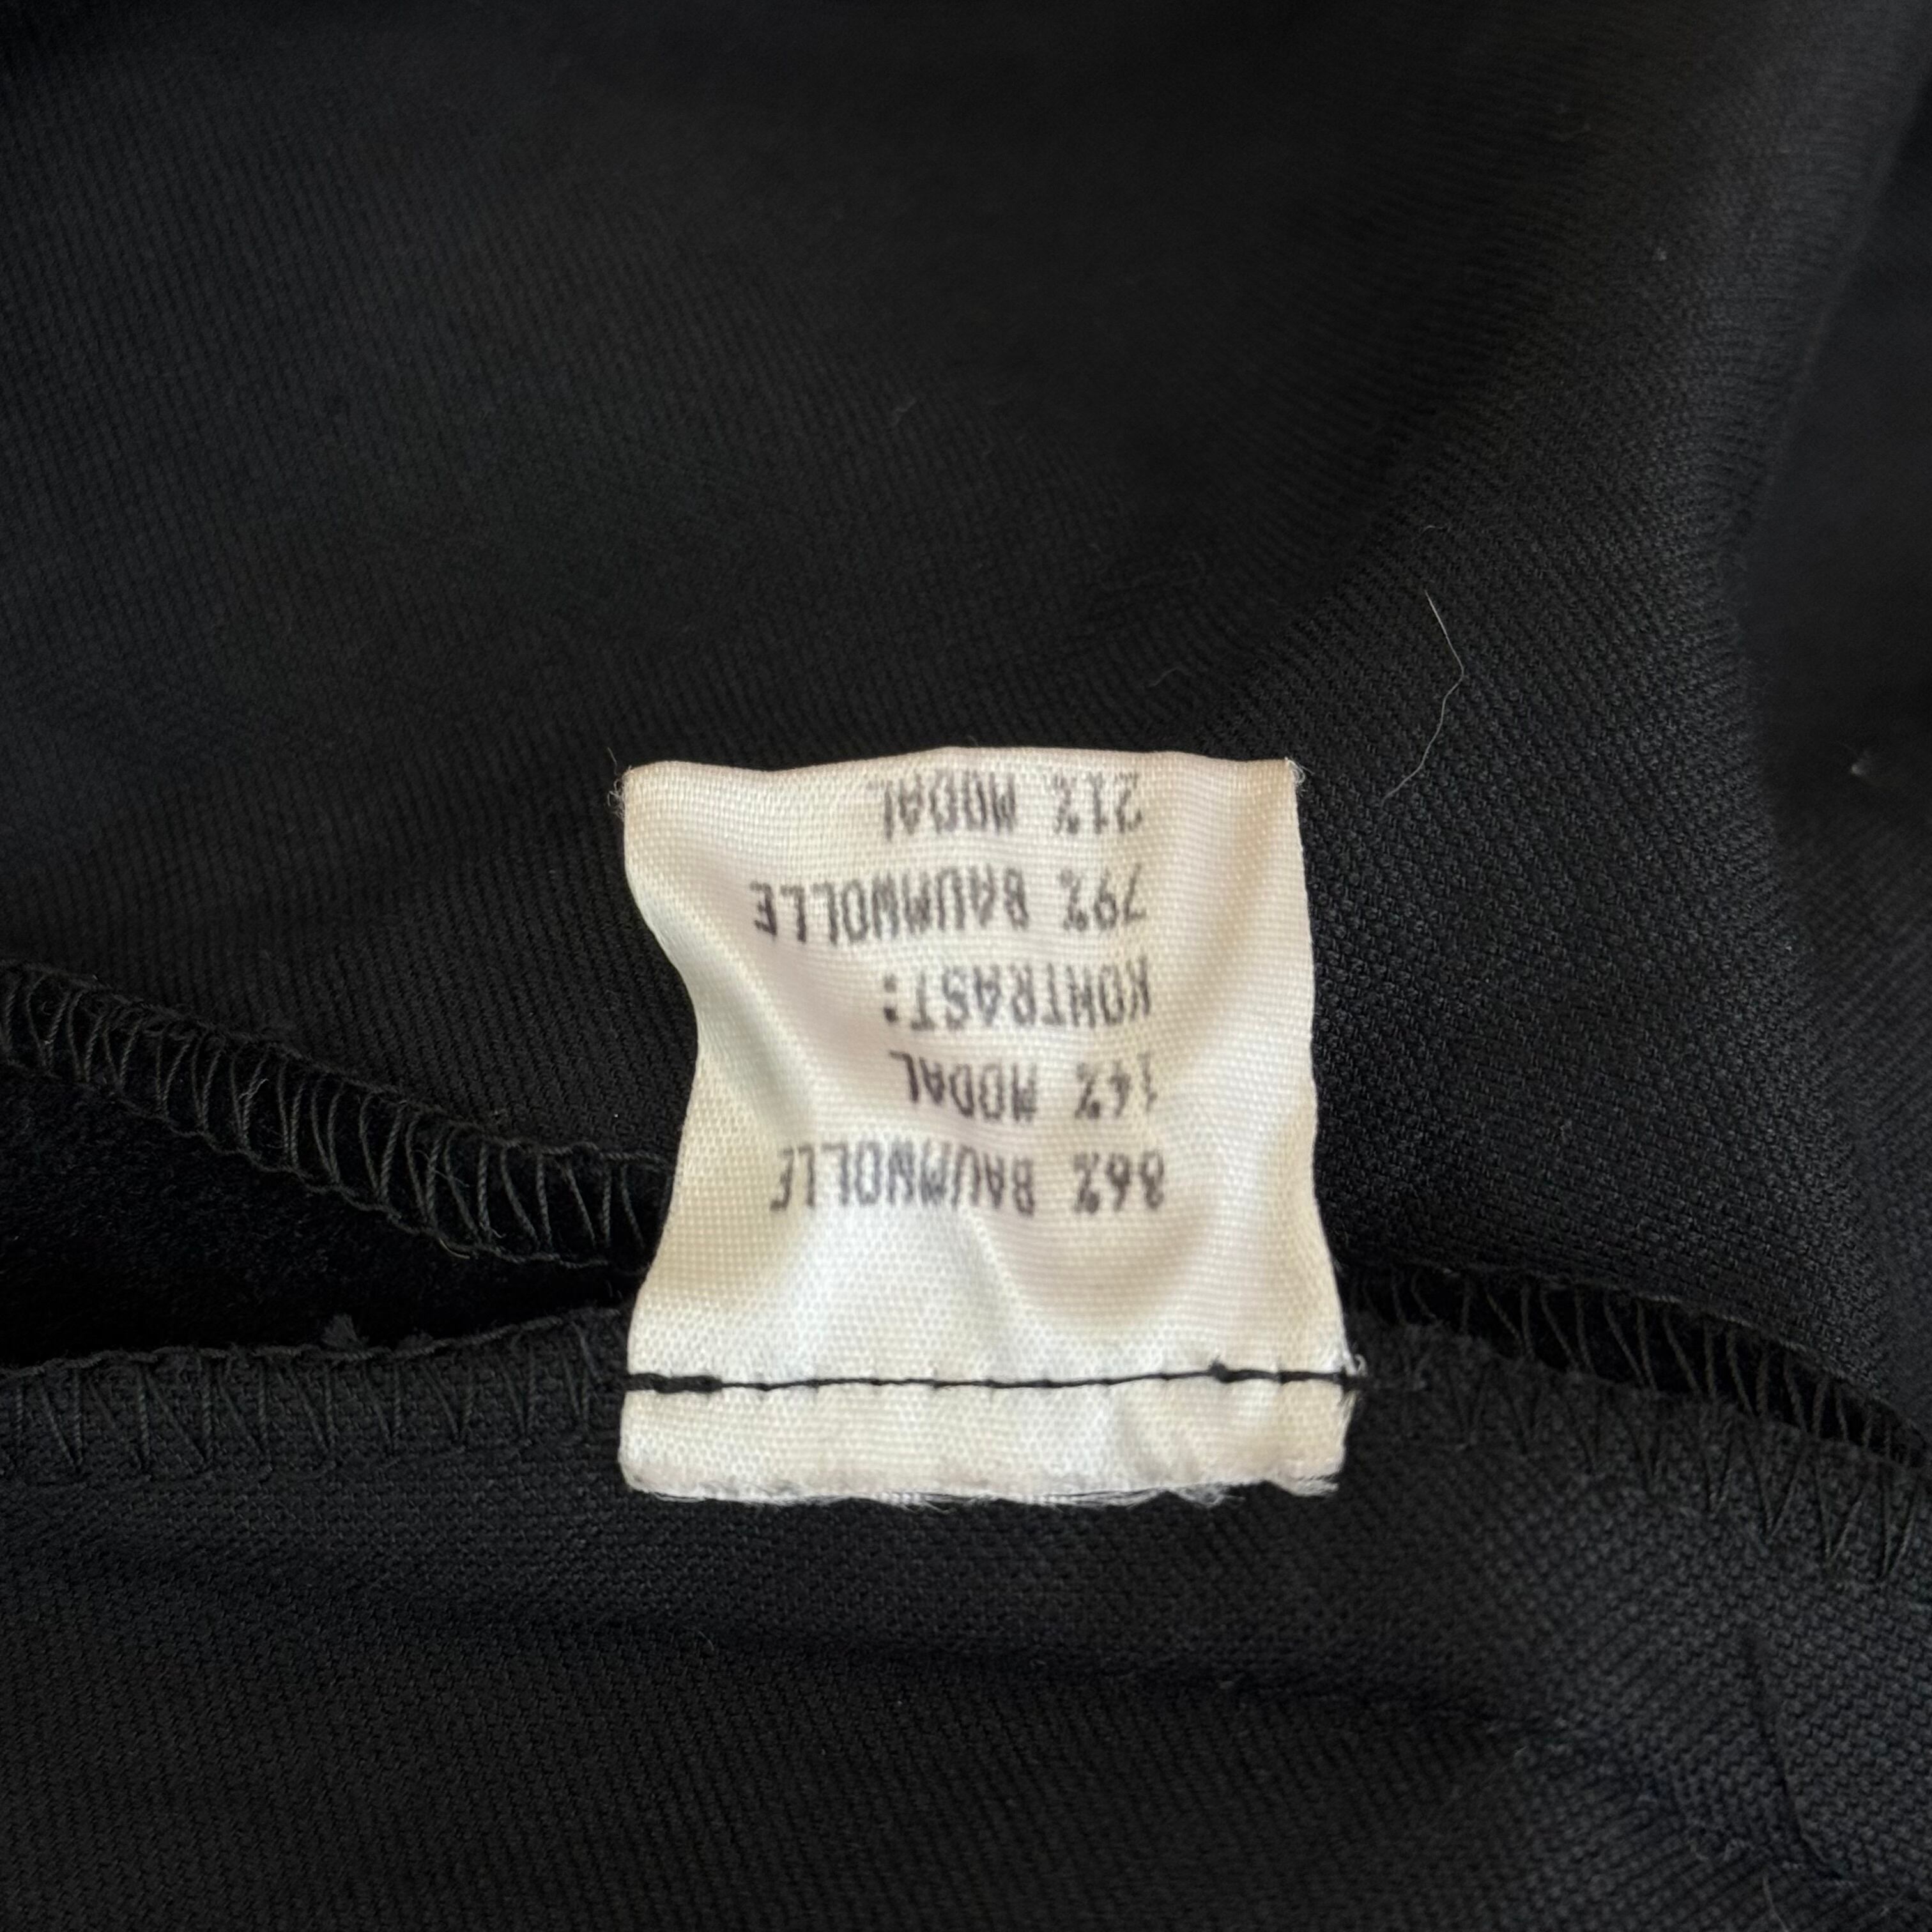 86% BAUMWOLLE
14% MODAL
KONTRAST:
79% BAUMWOLLE
21% MODAL